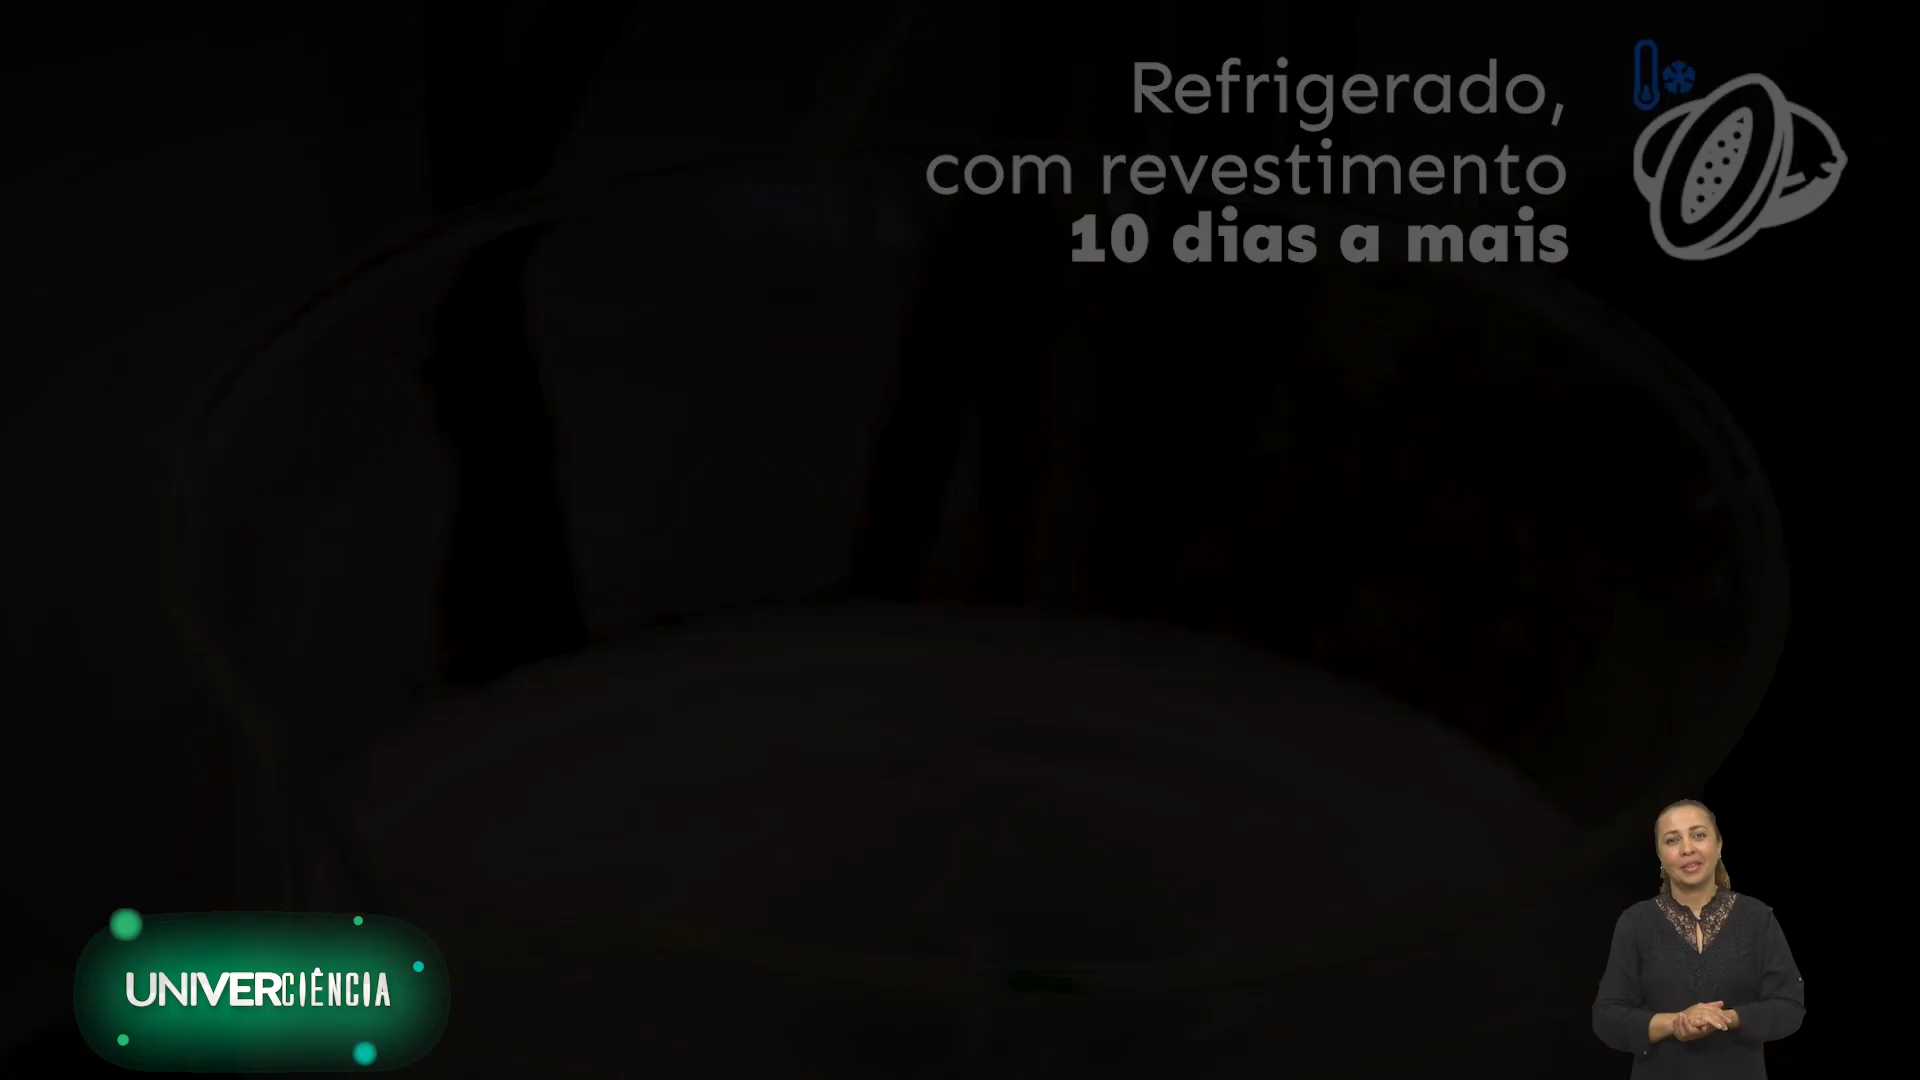 Refrigerado,
com revestimento
10 dias a mais
UNIVERCIÊNCIA